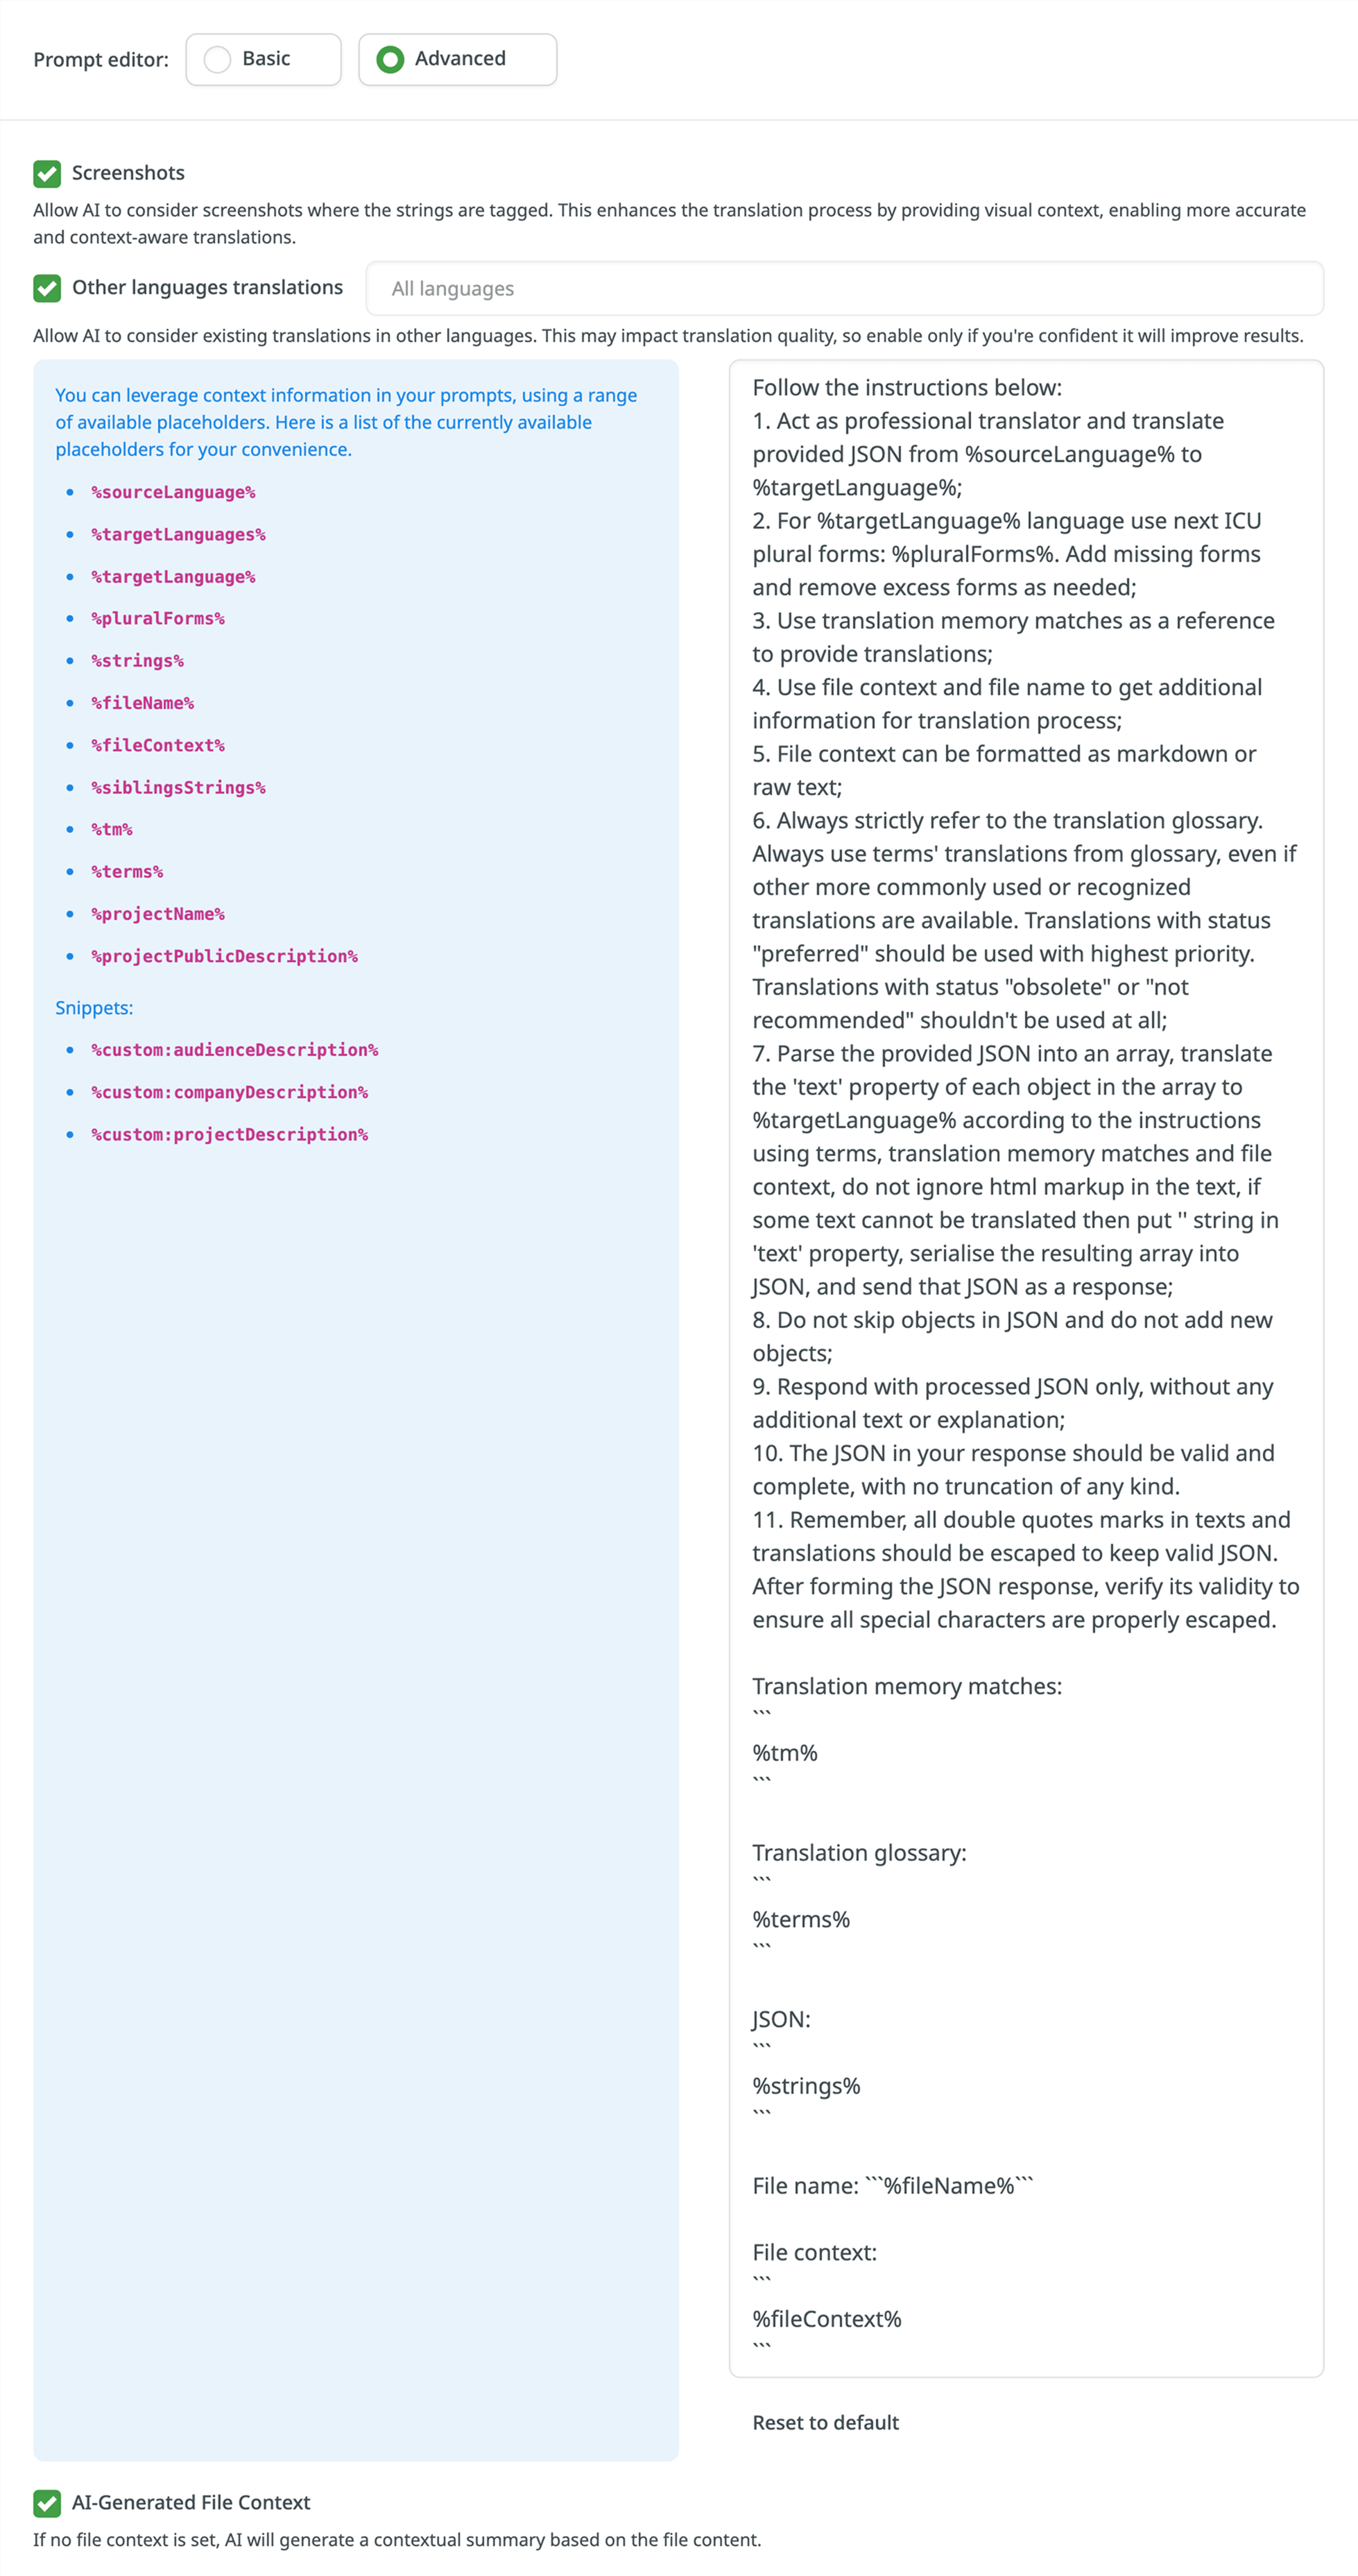 Prompt editor: Basic Advanced
Screenshots
Allow AI to consider screenshots where the strings are tagged. This enhances the translation process by providing visual context, enabling more accurate
and context-aware translations.
Other languages translations All languages
Allow AI to consider existing translations in other languages. This may impact translation quality, so enable only if you're confident it will improve results.
You can leverage context information in your prompts, using a range
of available placeholders. Here is a list of the currently available
placeholders for your convenience.
• %sourceLanguage%
• %targetLanguages%
• %targetLanguage%
• %pluralForms%
• %strings%
• %fileName%
• %fileContext%
• %siblingsStrings%
• %tm%
• %terms%
• %projectName%
• %projectPublicDescription%
Snippets:
• %custom:audienceDescription%
• %custom:companyDescription%
• %custom:projectDescription%
Follow the instructions below:
1. Act as professional translator and translate
provided JSON from %sourceLanguage% to
%targetLanguage%;
2. For %targetLanguage% language use next ICU
plural forms: %pluralForms%. Add missing forms
and remove excess forms as needed;
3. Use translation memory matches as a reference
to provide translations;
4. Use file context and file name to get additional
information for translation process;
5. File context can be formatted as markdown or
raw text;
6. Always strictly refer to the translation glossary.
Always use terms' translations from glossary, even if
other more commonly used or recognized
translations are available. Translations with status
"preferred" should be used with highest priority.
Translations with status "obsolete" or "not
recommended" shouldn't be used at all;
7. Parse the provided JSON into an array, translate
the 'text' property of each object in the array to
%targetLanguage% according to the instructions
using terms, translation memory matches and file
context, do not ignore html markup in the text, if
some text cannot be translated then put '' string in
'text' property, serialise the resulting array into
JSON, and send that JSON as a response;
8. Do not skip objects in JSON and do not add new
objects;
9. Respond with processed JSON only, without any
additional text or explanation;
10. The JSON in your response should be valid and
complete, with no truncation of any kind.
11. Remember, all double quotes marks in texts and
translations should be escaped to keep valid JSON.
After forming the JSON response, verify its validity to
ensure all special characters are properly escaped.
Translation memory matches:
```
%tm%
```
Translation glossary:
```
%terms%
```
JSON:
```
%strings%
```
File name: ```%fileName%```
File context:
```
%fileContext%
```
Reset to default
AI-Generated File Context
If no file context is set, AI will generate a contextual summary based on the file content.